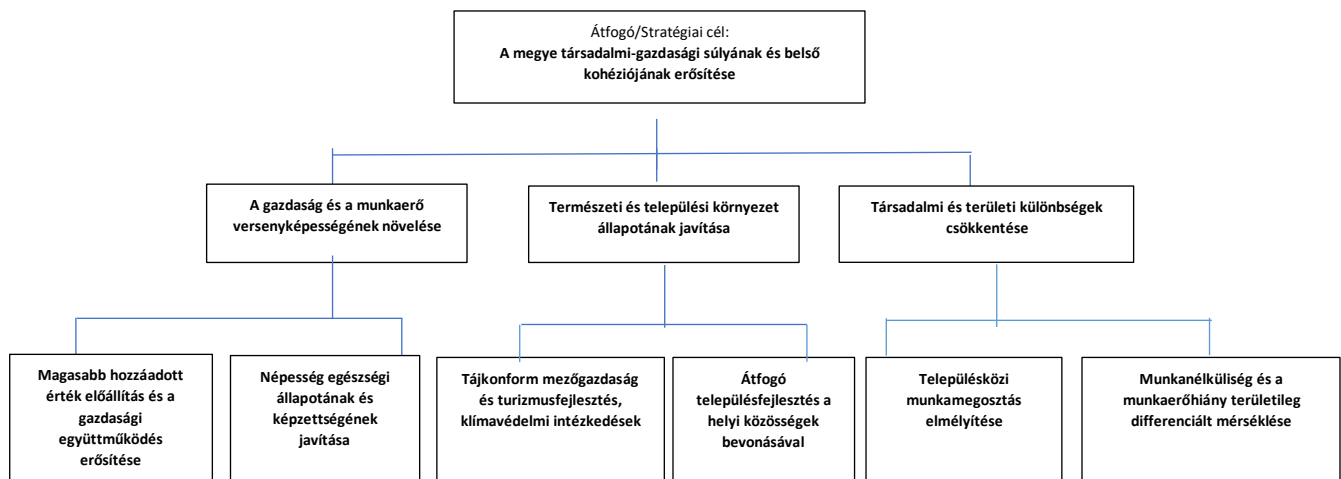 Átfogó/Stratégiai cél:
A megye társadalmi-gazdasági súlyának és belső
kohéziójának erősítése
A gazdaság és a munkaerő
versenyképességének növelése
Természeti és települési környezet
állapotának javítása
Társadalmi és területi különbségek
csökkentése
Magasabb hozzáadott
érték előállítás és a
gazdasági
együttműködés
erősítése
Népesség egészségi
állapotának és
képzettségének
javítása
Tájkonform mezőgazdaság
és turizmusfejlesztés,
klímavédelmi intézkedések
Átfogó
településfejlesztés a
helyi közösségek
bevonásával
Településközi
munkamegosztás
elmélyítése
Munkanélküliség és a
munkaerőhiány területileg
differenciált mérséklése